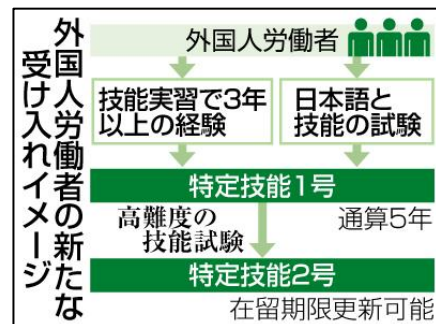 外国人労働者の新たな
受け入れイメージ
外国人労働者
技能実習で3年
以上の経験
日本語と
技能の試験
特定技能1号
通算5年
高難度の
技能試験
特定技能2号
在留期限更新可能